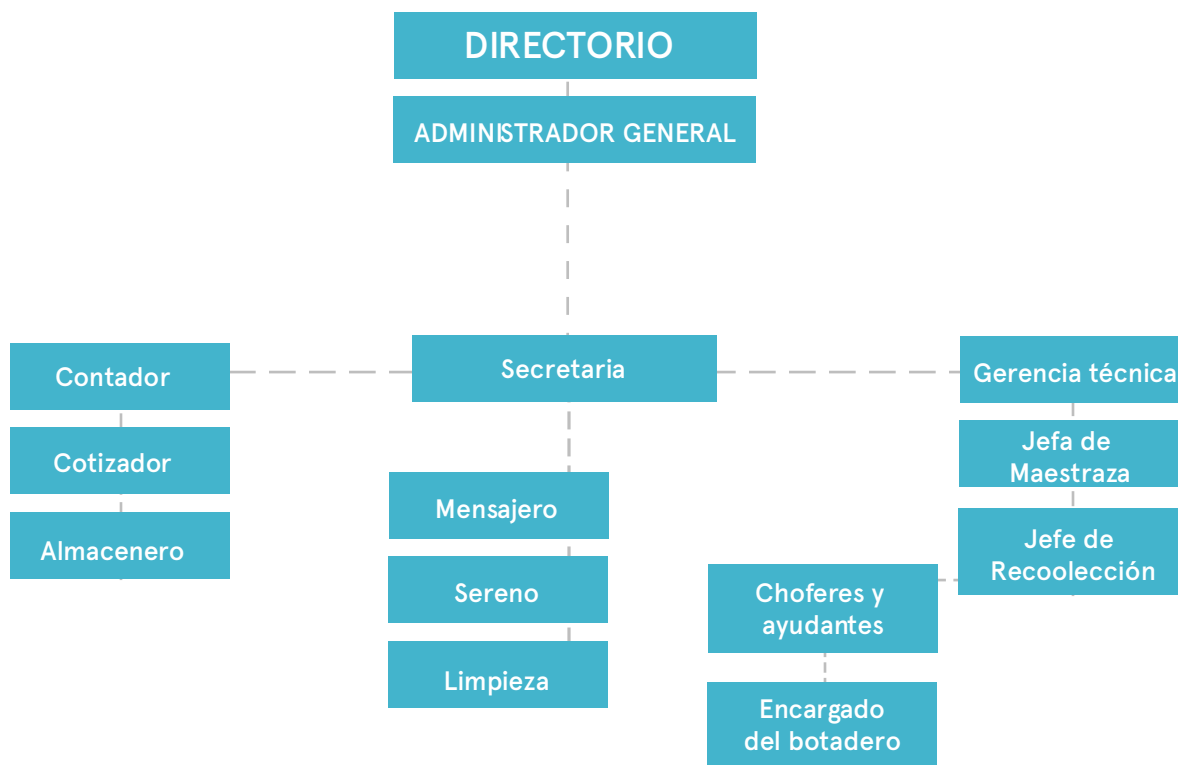 DIRECTORIO
ADMINISTRADOR GENERAL
Secretaria
Contador
Cotizador
Almacenero
Mensajero
Sereno
Limpieza
Gerencia técnica
Jefa de
Maestraza
Jefe de
Recoolección
Choferes y
ayudantes
Encargado
del botadero